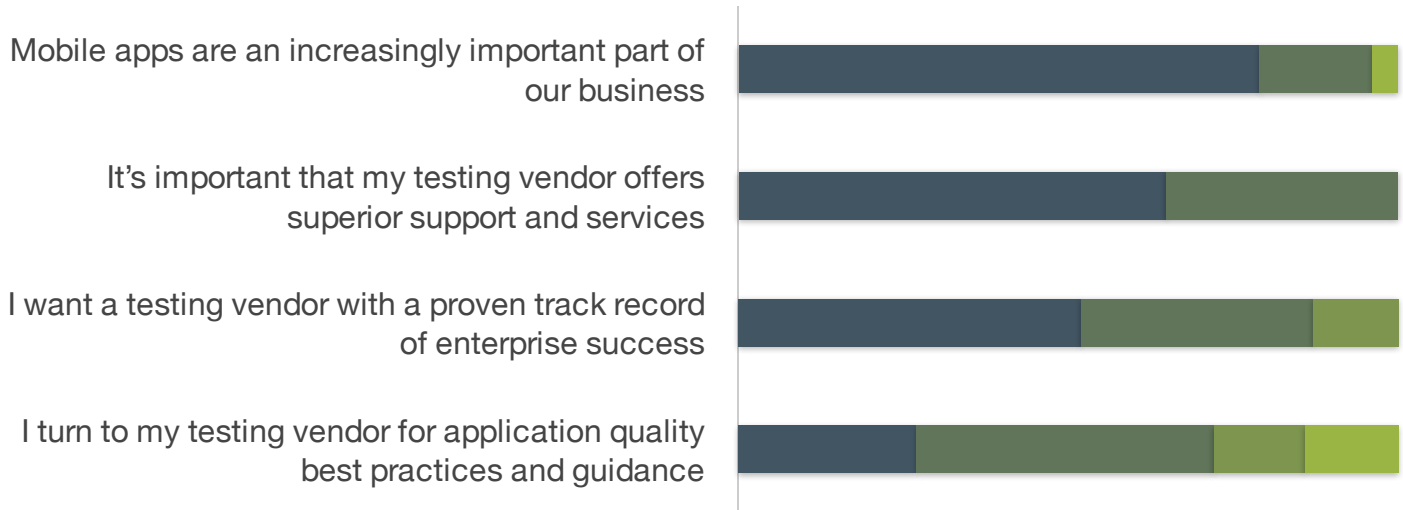 Mobile apps are an increasingly important part of
our business
It’s important that my testing vendor offers
superior support and services
I want a testing vendor with a proven track record
of enterprise success
I turn to my testing vendor for application quality
best practices and guidance